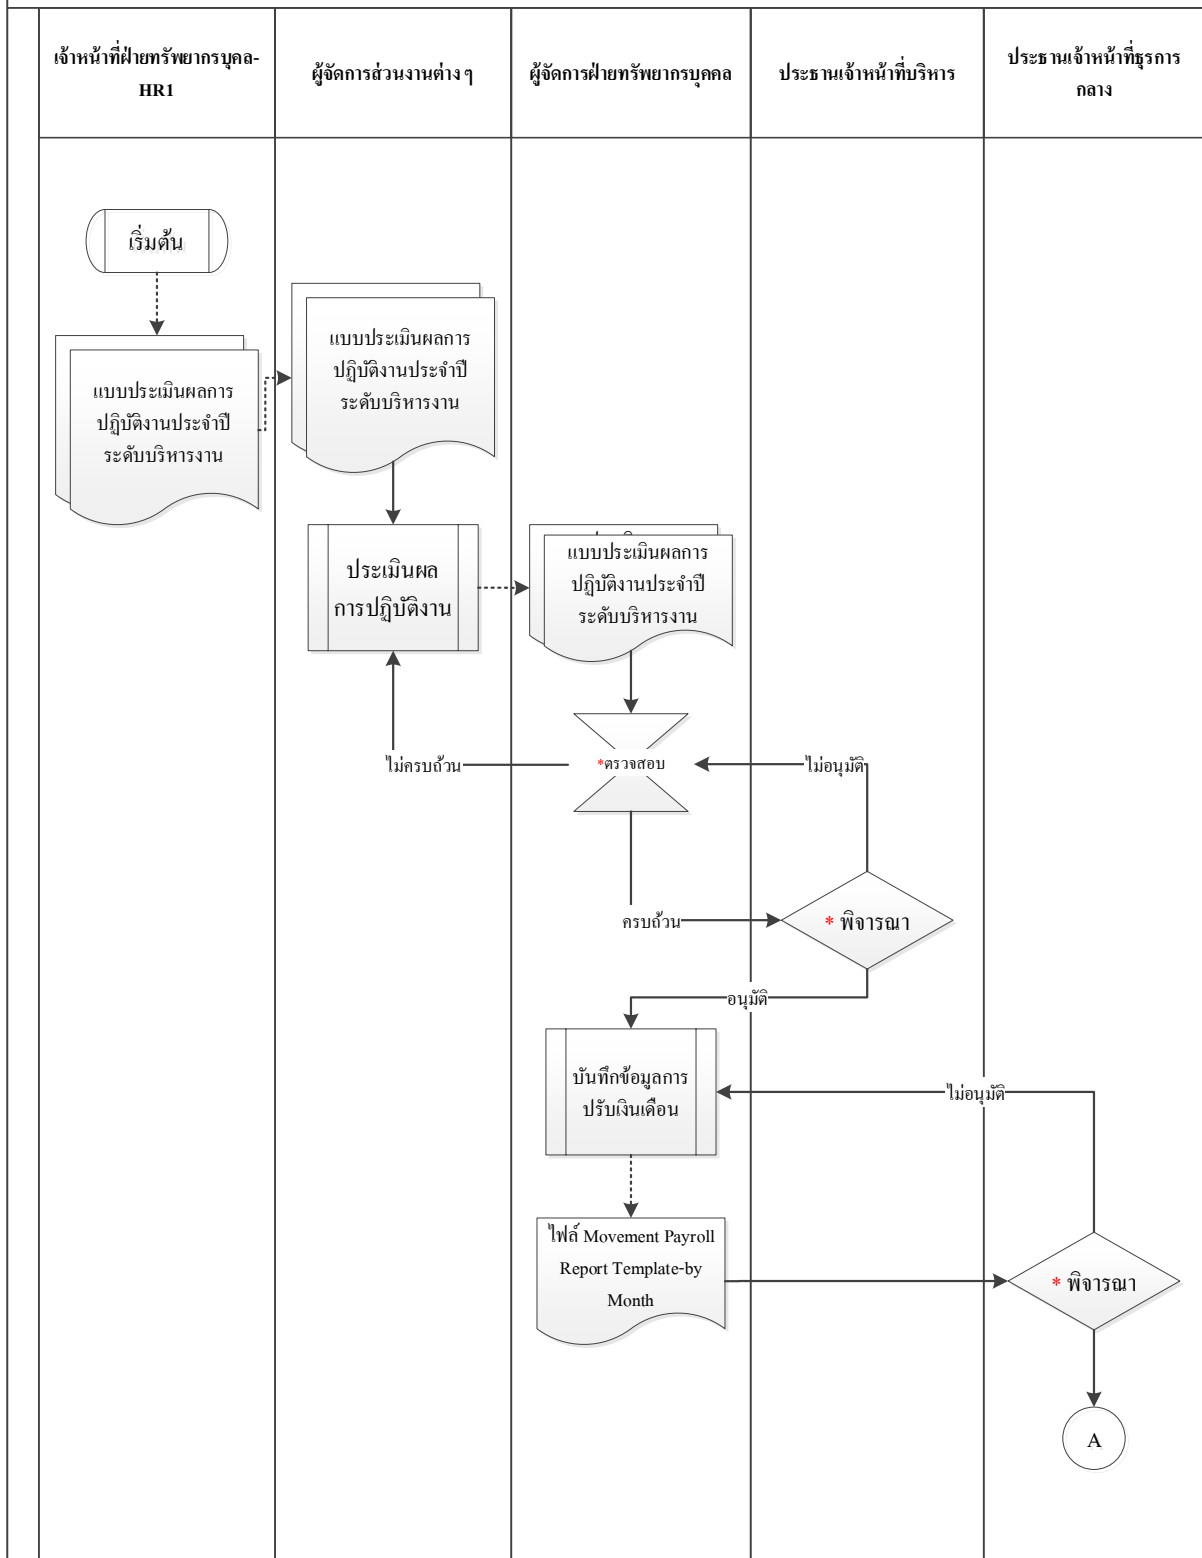 เจ้าหน้าที่ฝ่ายทรัพยากรบุคล-
HR1
ผู้จัดการส่วนงานต่าง ๆ
ผู้จัดการฝ่ายทรัพยากรบุคคล
ประธานเจ้าหน้าที่บริหาร
ประธานเจ้าหน้าที่ธุรการ
กลาง
เริ่มต้น
แบบประเมินผลการ
ปฏิบัติงานประจำปี
ระดับบริหารงาน
แบบประเมินผลการ
ปฏิบัติงานประจำปี
ระดับบริหารงาน
ประเมินผล
การปฏิบัติงาน
แบบประเมินผลการ
ปฏิบัติงานประจำปี
ระดับบริหารงาน
ไม่ครบถ้วน
*ตรวจสอบ
ไม่อนุมัติ
ครบถ้วน
* พิจารณา
อนุมัติ
บันทึกข้อมูลการ
ปรับเงินเดือน
ไม่อนุมัติ
ไฟล์ Movement Payroll
Report Template-by
Month
* พิจารณา
A